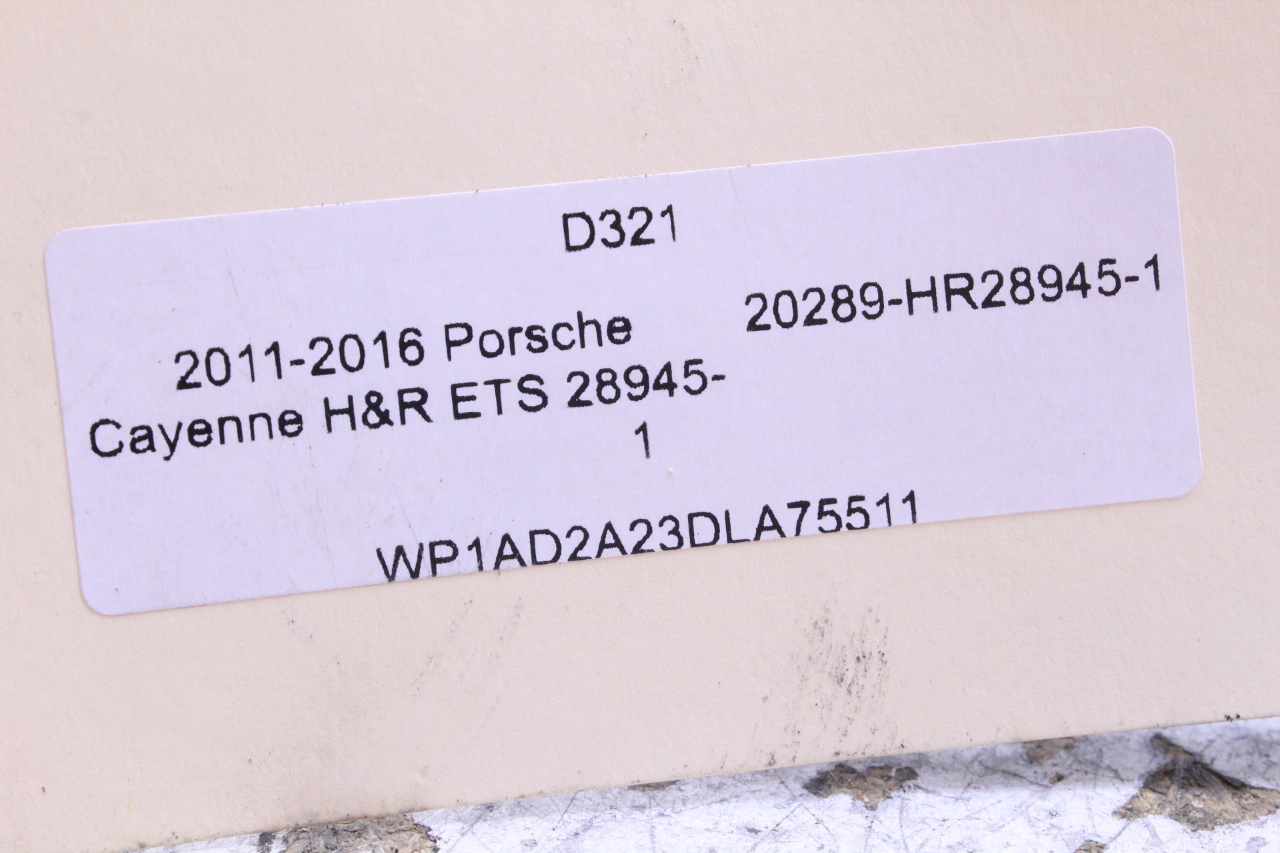 D321
2011-2016 Porsche 20289-HR28945-1
Cayenne H&R ETS 28945-
1
WP1AD2A23DLA75511